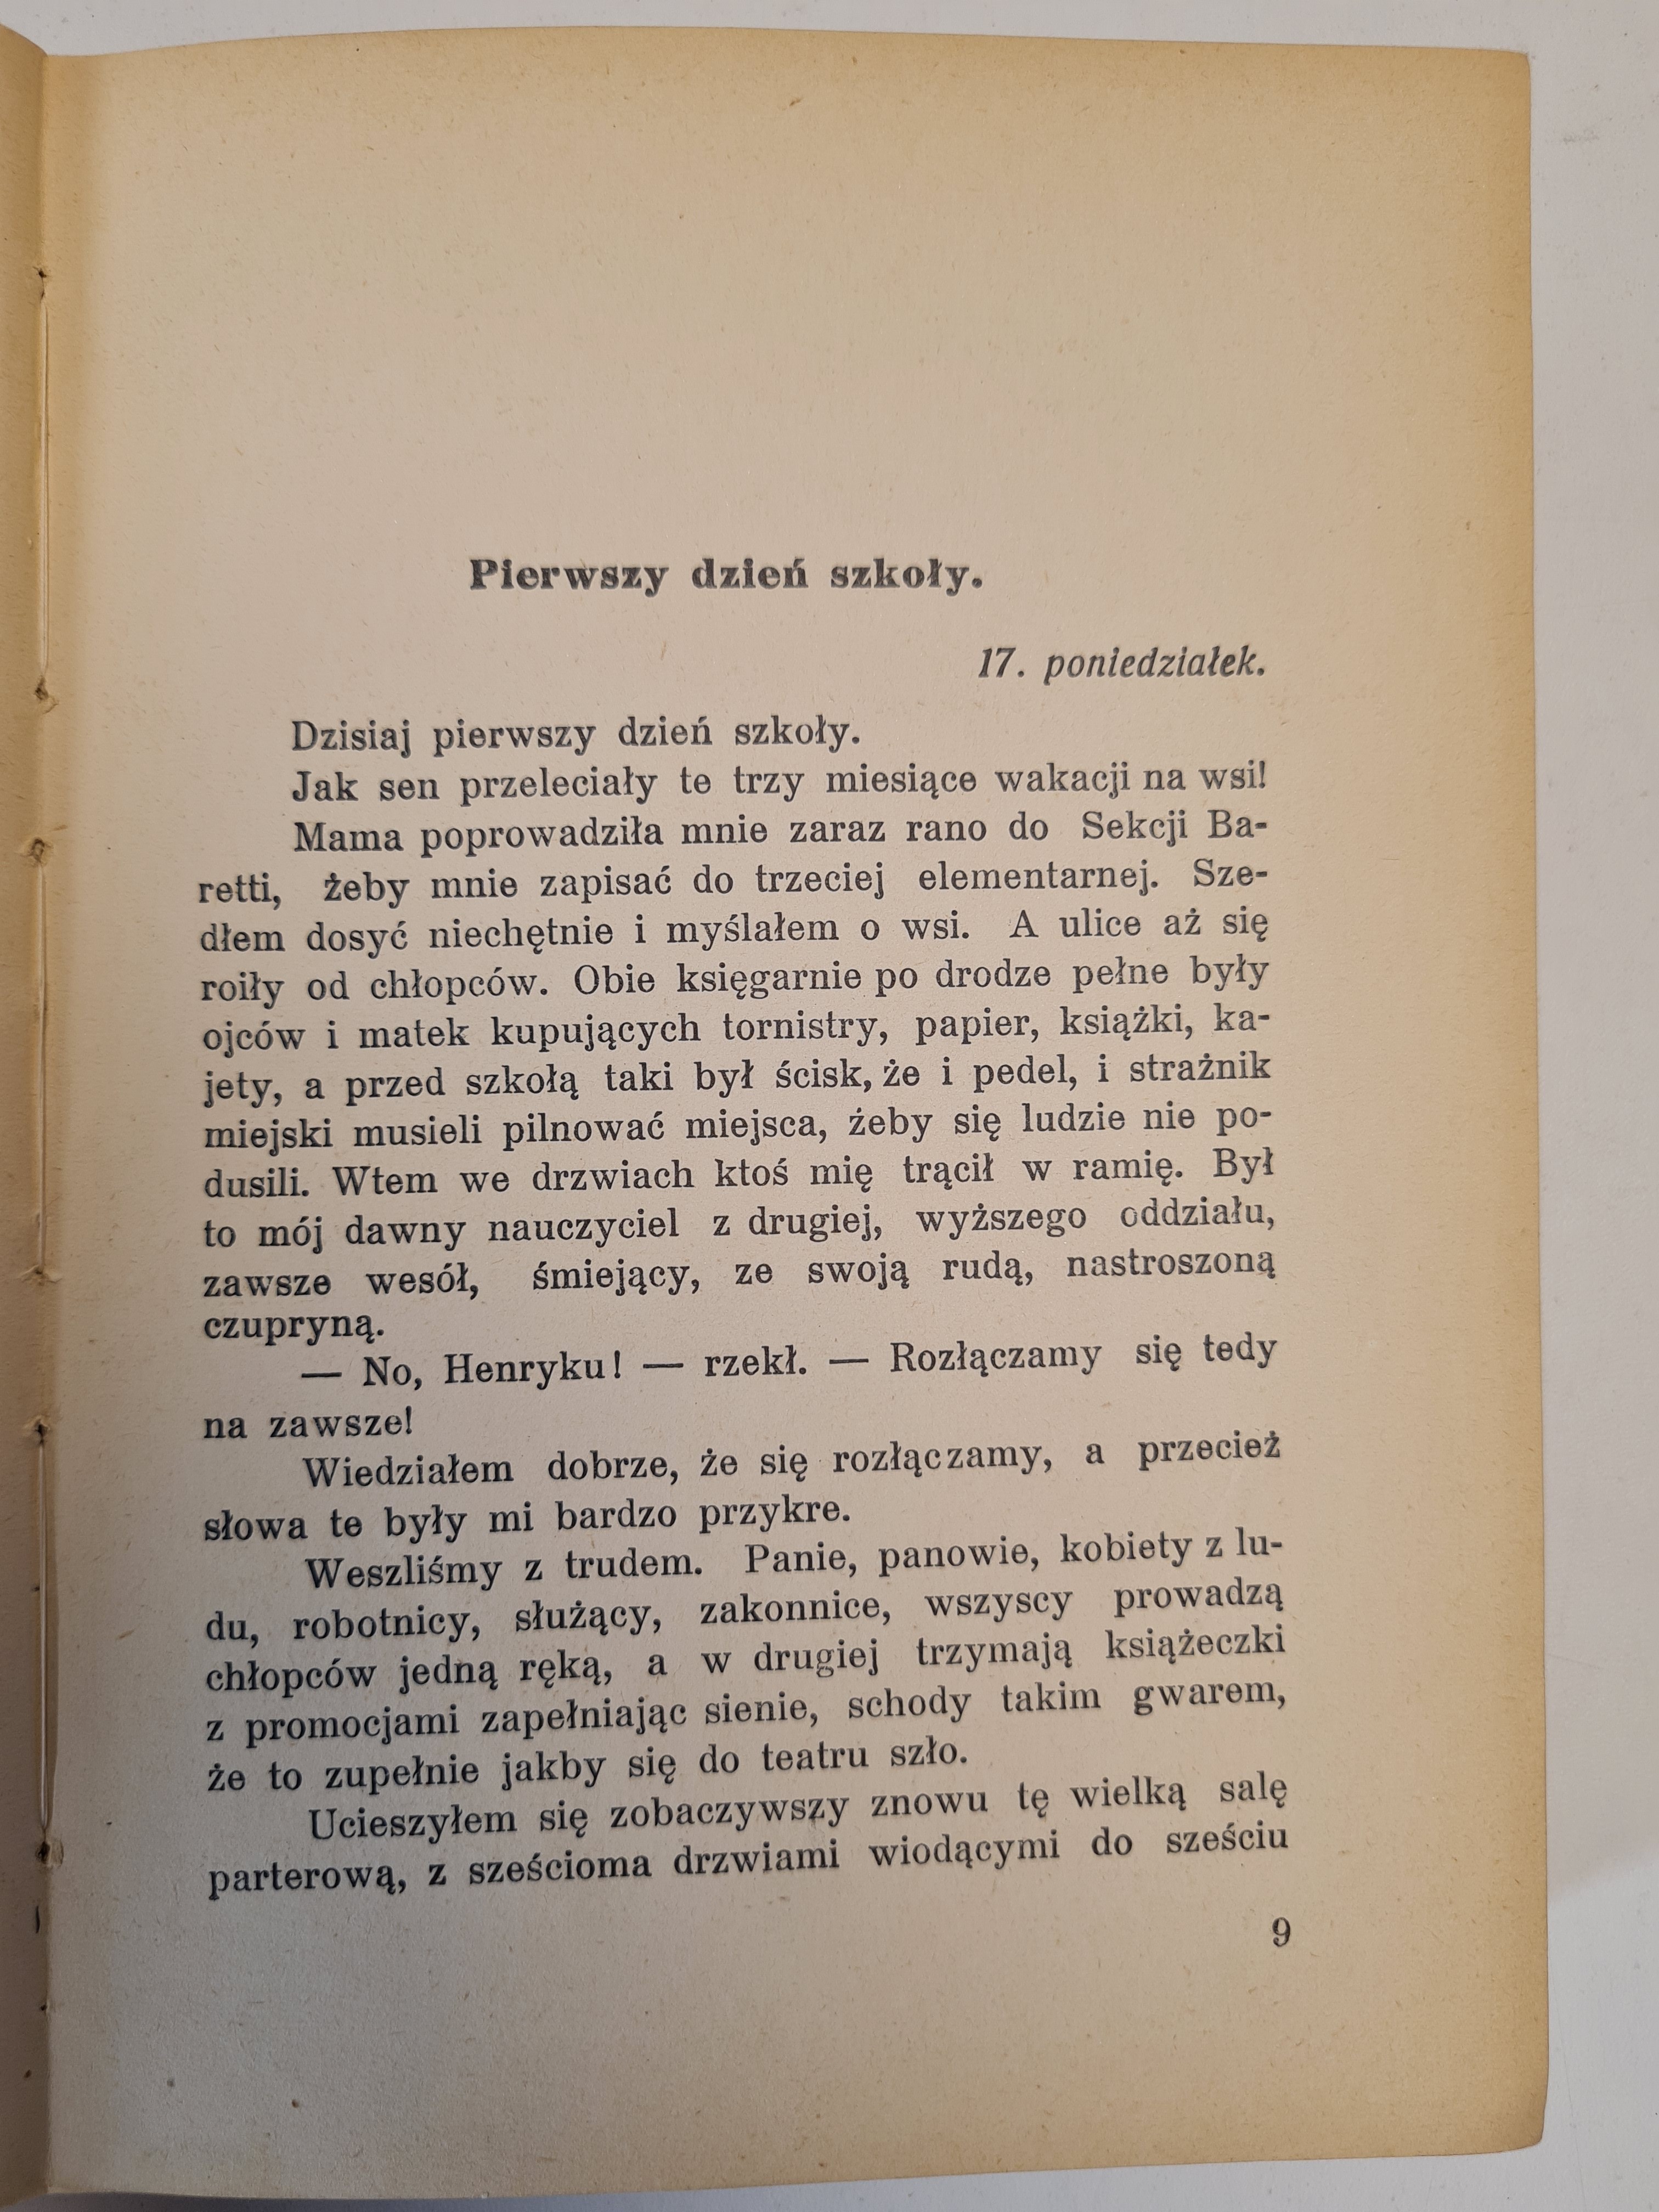 Pierwszy dzień szkoły.
17. poniedziałek.
Dzisiaj pierwszy dzień szkoły.
Jak sen przeleciały te trzy miesiące wakacji na wsi!
Mama poprowadziła mnie zaraz rano do Sekcji Ba-
retti, żeby mnie zapisać do trzeciej elementarnej. Sze-
dłem dosyć niechętnie i myślałem o wsi. A ulice aż się
roiły od chłopców. Obie księgarnie po drodze pełne były
ojców i matek kupujących tornistry, papier, książki, ka-
jety, a przed szkołą taki był ścisk, że i pedel, i strażnik
miejski musieli pilnować miejsca, żeby się ludzie nie po-
dusili. Wtem we drzwiach ktoś mię trącił w ramię. Był
to mój dawny nauczyciel z drugiej, wyższego oddziału,
zawsze wesół, śmiejący, ze swoją rudą, nastroszoną
czupryną.
— No, Henryku! — rzekł. — Rozłączamy się tedy
na zawsze!
Wiedziałem dobrze, że się rozłączamy, a przecież
słowa te były mi bardzo przykre.
Weszliśmy z trudem. Panie, panowie, kobiety z lu-
du, robotnicy, służący, zakonnice, wszyscy prowadzą
chłopców jedną ręką, a w drugiej trzymają książeczki
z promocjami zapełniając sienie, schody takim gwarem,
że to zupełnie jakby się do teatru szło.
Ucieszyłem się zobaczywszy znowu tę wielką salę
parterową, z sześcioma drzwiami wiodącymi do sześciu
9